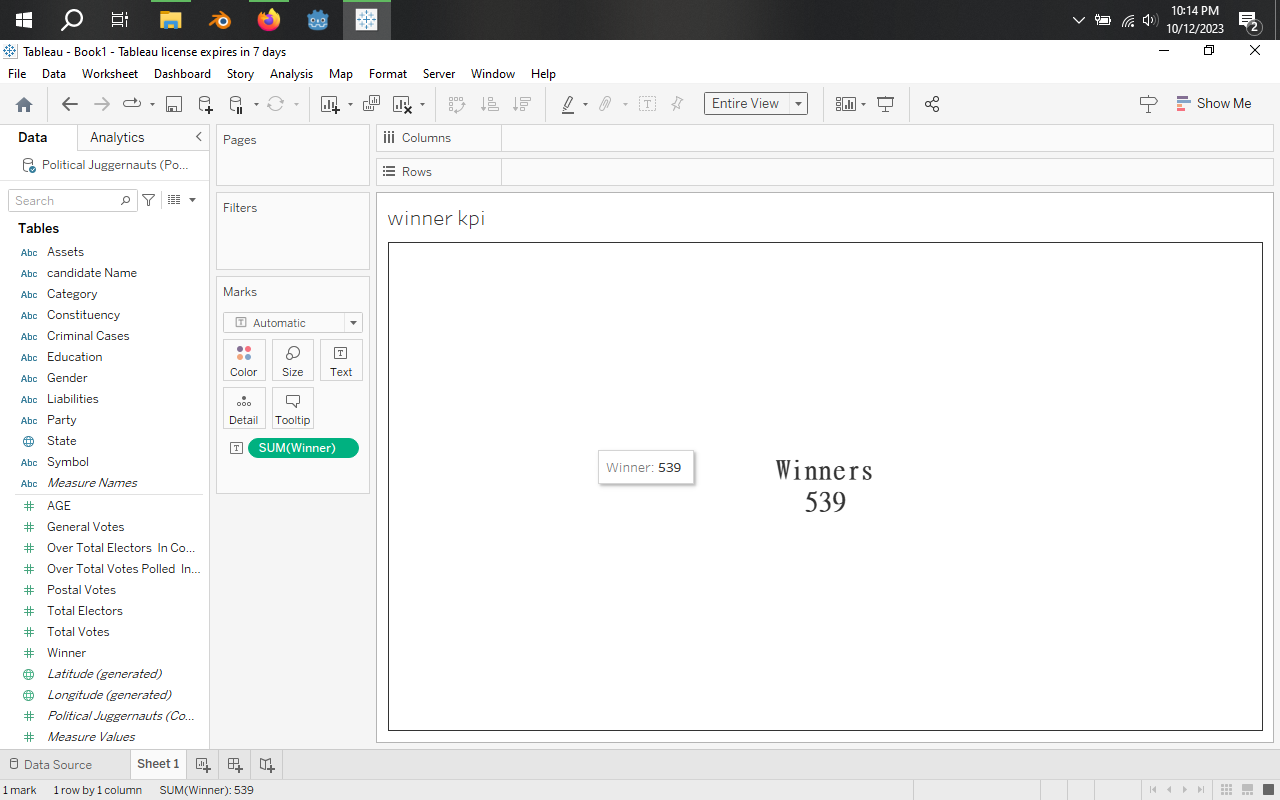 10:14 PM
10/12/2023
2
Tableau - Book1 - Tableau license expires in 7 days
File Data Worksheet Dashboard Story Analysis Map Format Server Window Help
Entire View
Show Me
Data Analytics
Pages
Columns
Political Juggernauts (Po...
Rows
Search
Filters
Tables
winner kpi
Abc Assets
Abc candidate Name
Abc Category
Abc Constituency
Abc Criminal Cases
Abc Education
Abc Gender
Abc Liabilities
Abc Party
State
Abc Symbol
Abc Measure Names
# AGE
# General Votes
# Over Total Electors In Co...
# Over Total Votes Polled In...
# Postal Votes
# Total Electors
# Total Votes
# Winner
Latitude (generated)
Longitude (generated)
# Political Juggernauts (Co...
# Measure Values
Marks
T Automatic
Color Size T Text
Detail Tooltip
T SUM(Winner)
Winner: 539
Winners
539
Data Source Sheet 1
1 mark 1 row by 1 column SUM(Winner): 539